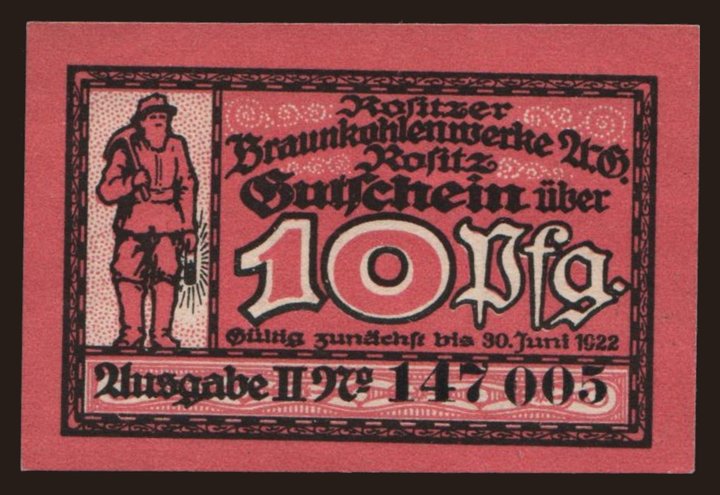 Rositzer
Braunkohlenwerke A.G.
Rositz
Gutschein über
10 Pfg.
Gültig zunächst bis 30. Juni 1922
Ausgabe II No 147 005